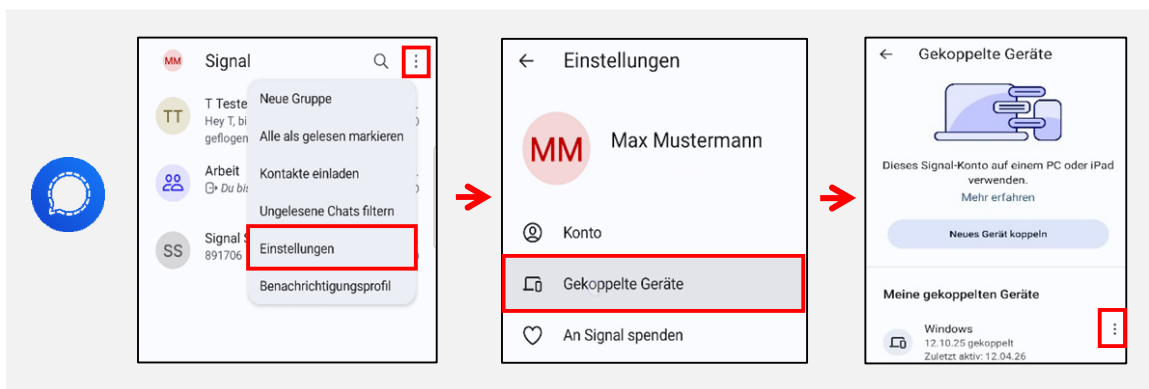 MM Signal
TT
T Teste
Hey T, bi
geflogen
Arbeit
Du bis
SS
Signal S
891706
Neue Gruppe
Alle als gelesen markieren
Kontakte einladen
Ungelesene Chats filtern
Einstellungen
Benachrichtigungsprofil
Einstellungen
MM Max Mustermann
Konto
Gekoppelte Geräte
An Signal spenden
Gekoppelte Geräte
Dieses Signal-Konto auf einem PC oder iPad
verwenden.
Mehr erfahren
Neues Gerät koppeln
Meine gekoppelten Geräte
Windows
12.10.25 gekoppelt
Zuletzt aktiv: 12.04.26